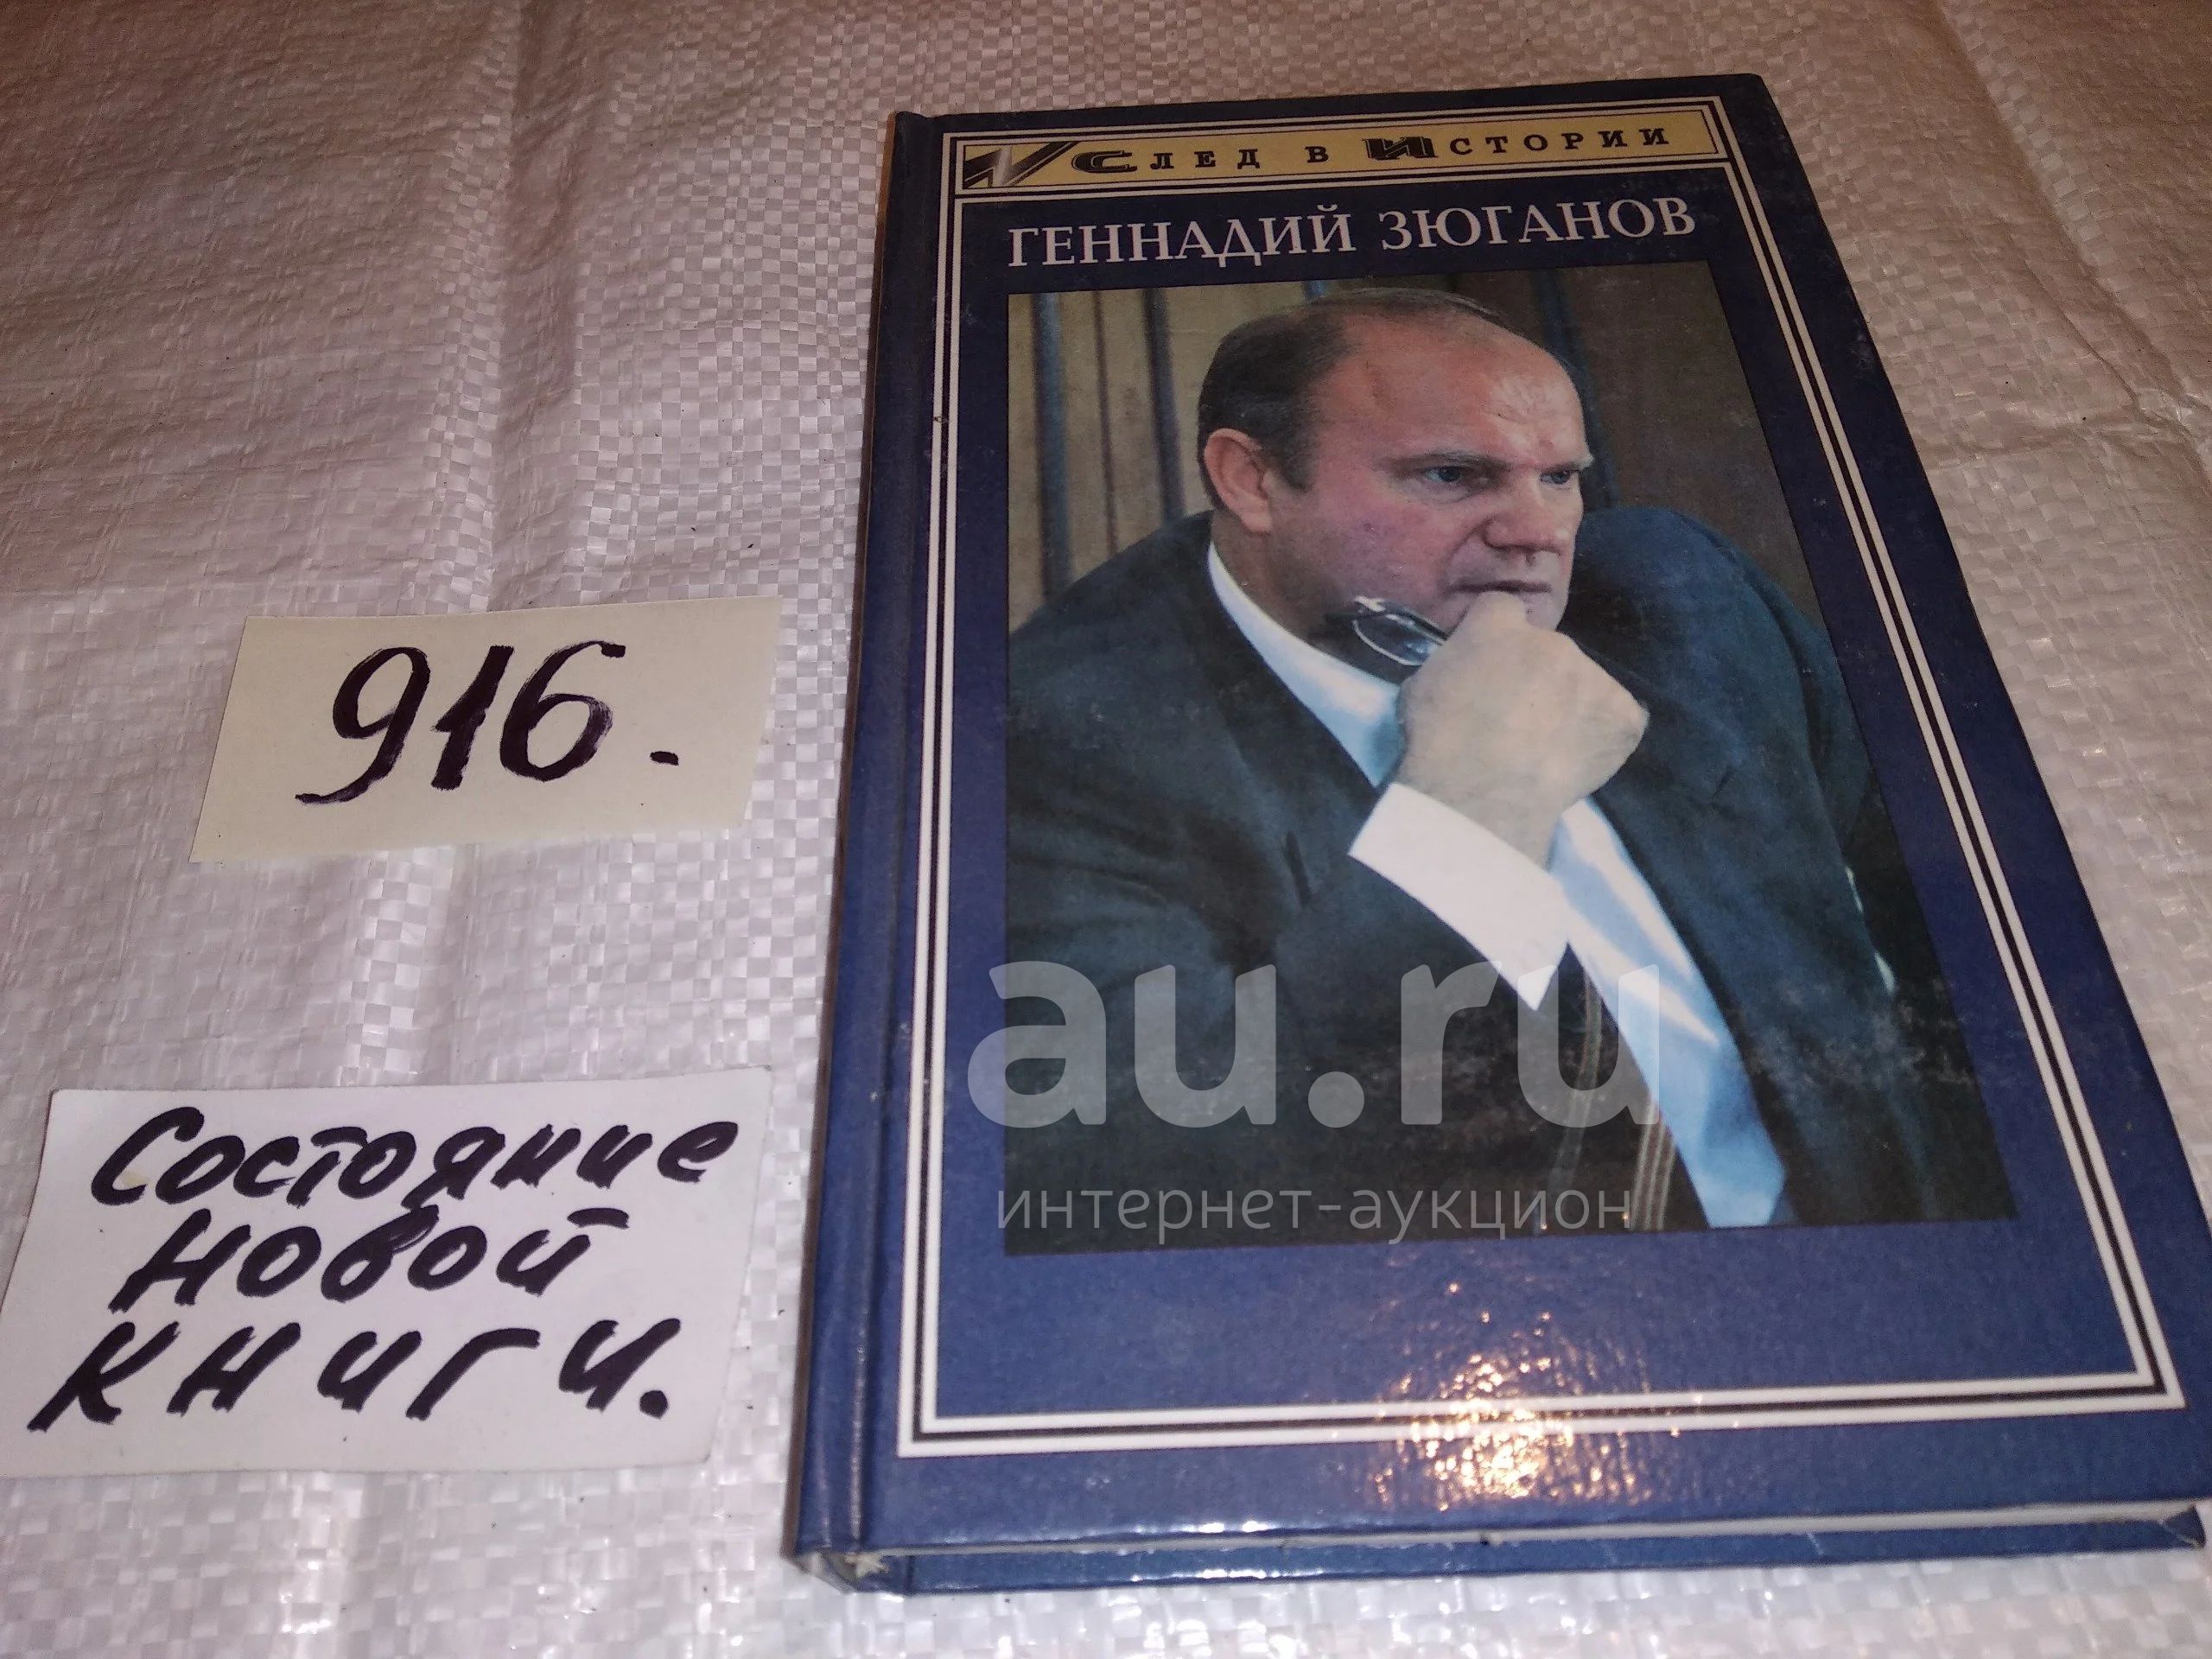 След в Истории
ГЕННАДИЙ ЗЮГАНОВ
916.
Состояние
новой
книги.
au.ru
интернет-аукцион